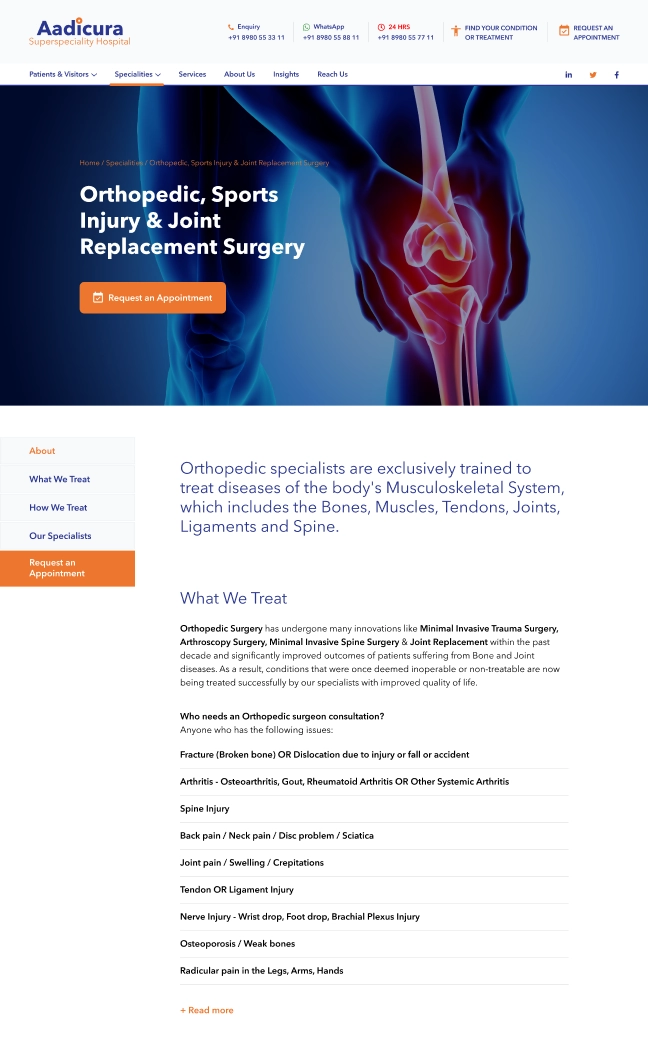 Aadicura
Superspeciality Hospital
Enquiry
+91 8980 55 33 11
WhatsApp
+91 8980 55 88 11
24 HRS
+91 8980 55 77 11
FIND YOUR CONDITION
OR TREATMENT
REQUEST AN
APPOINTMENT
Patients & Visitors
Specialities
Services
About Us
Insights
Reach Us
Home / Specialities / Orthopedic, Sports Injury & Joint Replacement Surgery
Orthopedic, Sports
Injury & Joint
Replacement Surgery
Request an Appointment
About
What We Treat
How We Treat
Our Specialists
Request an
Appointment
Orthopedic specialists are exclusively trained to
treat diseases of the body's Musculoskeletal System,
which includes the Bones, Muscles, Tendons, Joints,
Ligaments and Spine.
What We Treat
Orthopedic Surgery has undergone many innovations like Minimal Invasive Trauma Surgery,
Arthroscopy Surgery, Minimal Invasive Spine Surgery & Joint Replacement within the past
decade and significantly improved outcomes of patients suffering from Bone and Joint
diseases. As a result, conditions that were once deemed inoperable or non-treatable are now
being treated successfully by our specialists with improved quality of life.
Who needs an Orthopedic surgeon consultation?
Anyone who has the following issues:
Fracture (Broken bone) OR Dislocation due to injury or fall or accident
Arthritis - Osteoarthritis, Gout, Rheumatoid Arthritis OR Other Systemic Arthritis
Spine Injury
Back pain / Neck pain / Disc problem / Sciatica
Joint pain / Swelling / Crepitations
Tendon OR Ligament Injury
Nerve Injury - Wrist drop, Foot drop, Brachial Plexus Injury
Osteoporosis / Weak bones
Radicular pain in the Legs, Arms, Hands
+ Read more